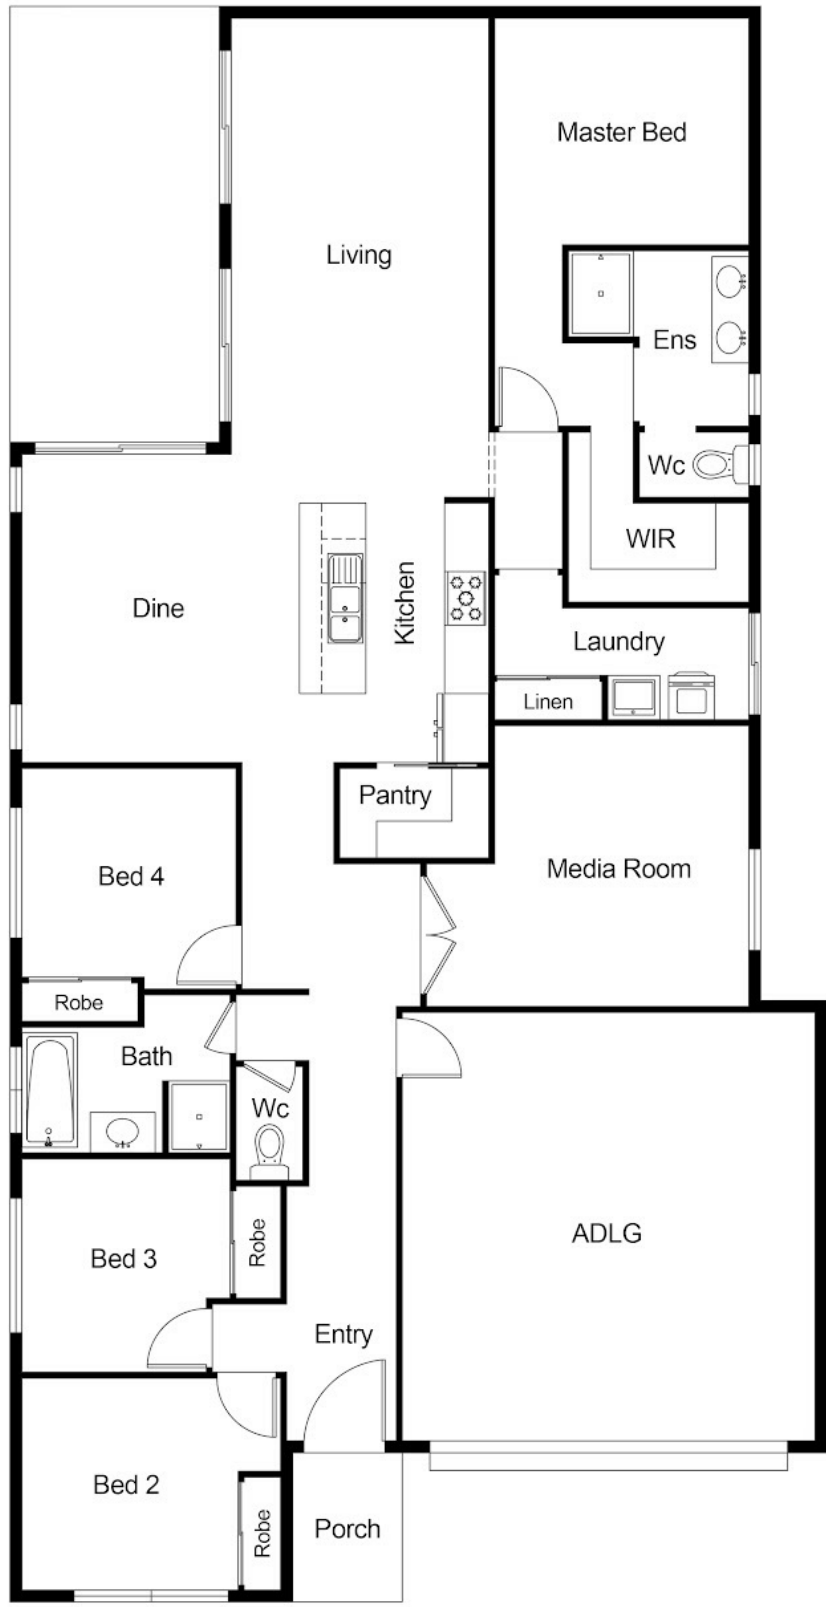 Master Bed
Living
Ens
Wc
WIR
Kitchen
Dine
Laundry
Linen
Pantry
Media Room
Bed 4
Robe
Bath
Wc
ADLG
Bed 3
Robe
Entry
Bed 2
Robe
Porch